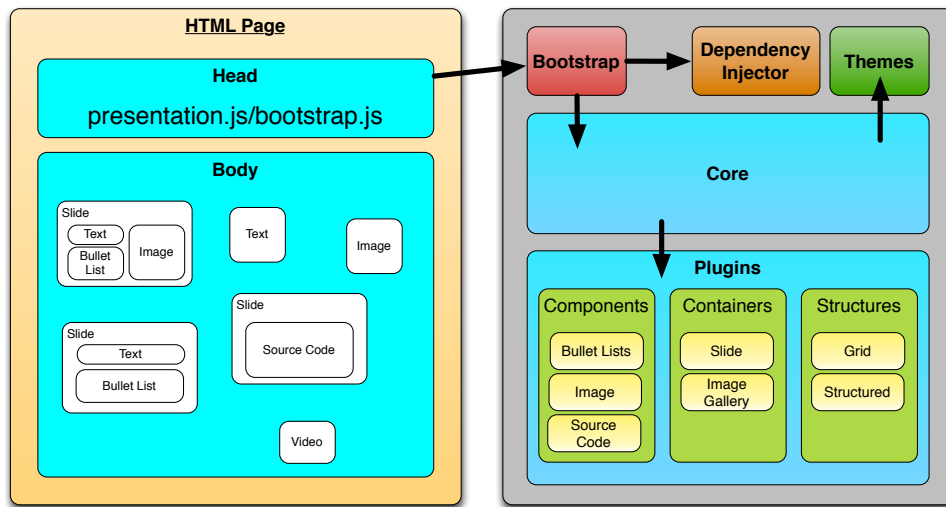 HTML Page
Head
presentation.js/bootstrap.js
Body
Slide
Text
Bullet
List
Image
Text
Image
Slide
Source Code
Slide
Text
Bullet List
Video
Bootstrap
Dependency
Injector
Themes
Core
Plugins
Components
Bullet Lists
Image
Source
Code
Containers
Slide
Image
Gallery
Structures
Grid
Structured